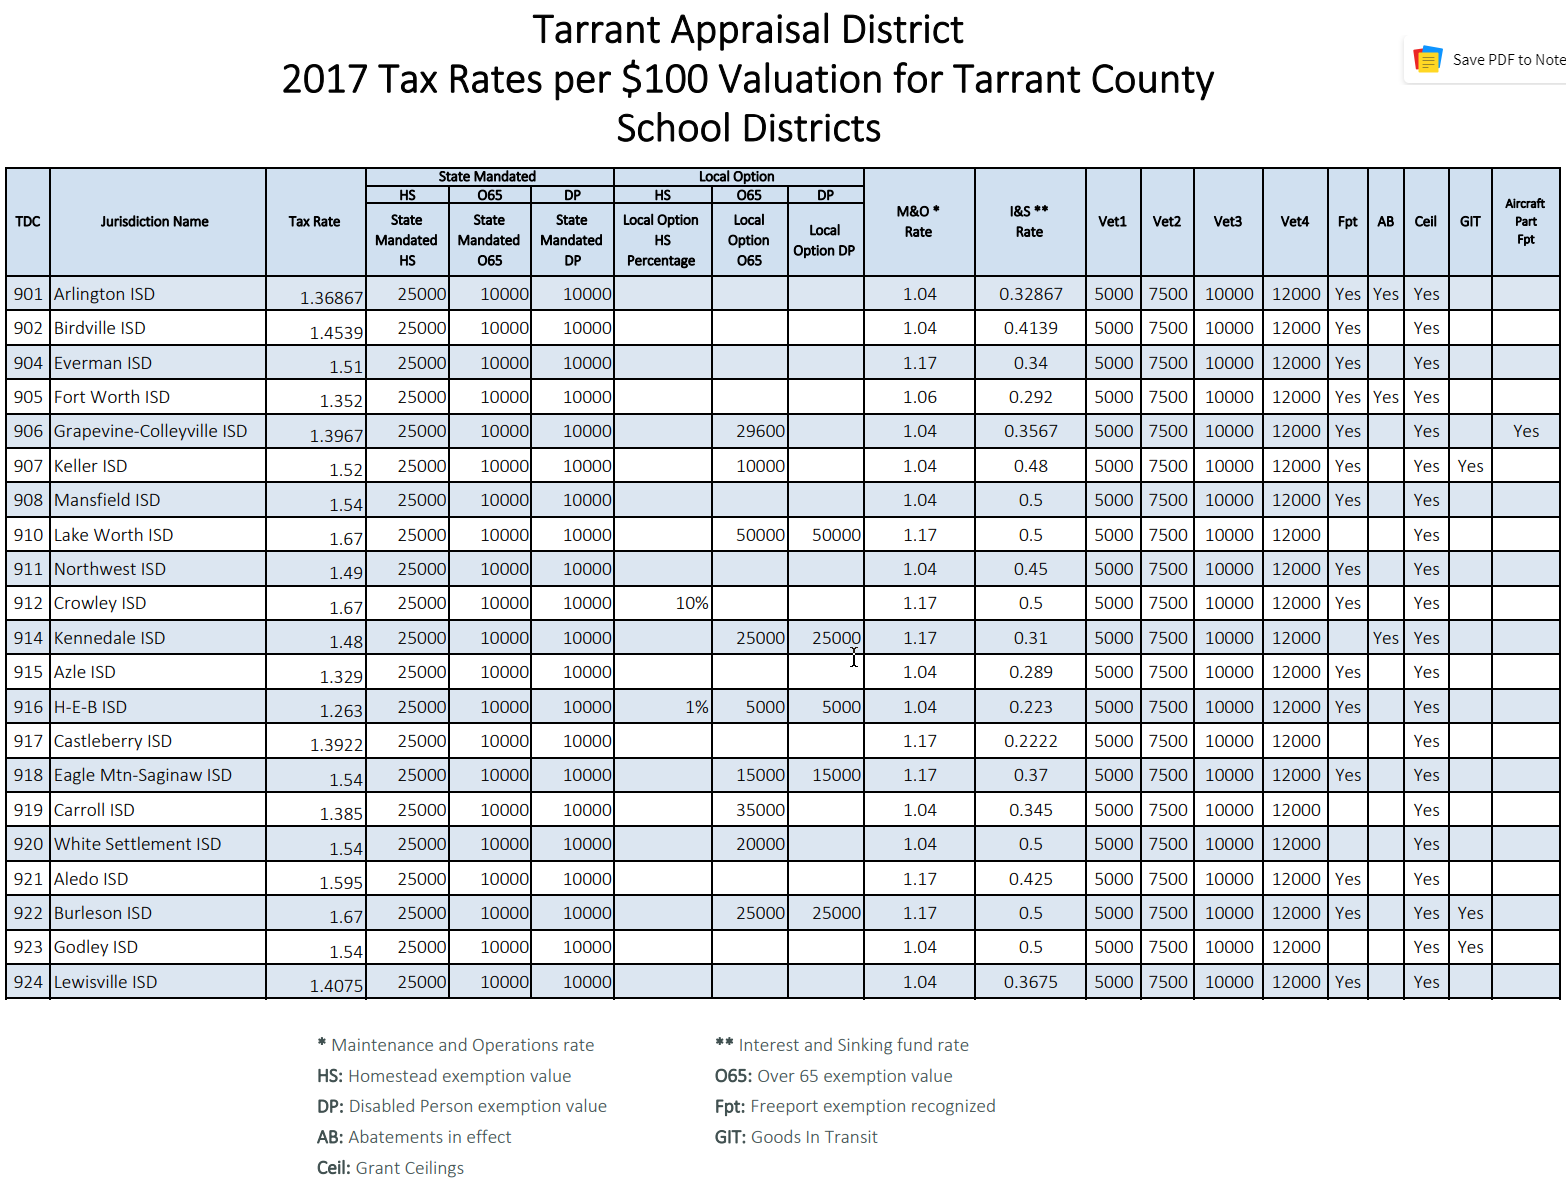 Tarrant Appraisal District
2017 Tax Rates per $100 Valuation for Tarrant County
School Districts
Save PDF to Note
TDC Jurisdiction Name Tax Rate State Mandated Local Option M&O * Rate I&S ** Rate Vet1 Vet2 Vet3 Vet4 Fpt AB Ceil GIT Aircraft Part Fpt
HS O65 DP HS O65 DP
State Mandated HS State Mandated O65 State Mandated DP Local Option HS Percentage Local Option O65 Local Option DP
901 Arlington ISD 1.36867 25000 10000 10000 1.04 0.32867 5000 7500 10000 12000 Yes Yes Yes
902 Birdville ISD 1.4539 25000 10000 10000 1.04 0.4139 5000 7500 10000 12000 Yes Yes
904 Everman ISD 1.51 25000 10000 10000 1.17 0.34 5000 7500 10000 12000 Yes Yes
905 Fort Worth ISD 1.352 25000 10000 10000 1.06 0.292 5000 7500 10000 12000 Yes Yes Yes
906 Grapevine-Colleyville ISD 1.3967 25000 10000 10000 29600 1.04 0.3567 5000 7500 10000 12000 Yes Yes Yes
907 Keller ISD 1.52 25000 10000 10000 10000 1.04 0.48 5000 7500 10000 12000 Yes Yes Yes
908 Mansfield ISD 1.54 25000 10000 10000 1.04 0.5 5000 7500 10000 12000 Yes Yes
910 Lake Worth ISD 1.67 25000 10000 10000 50000 50000 1.17 0.5 5000 7500 10000 12000 Yes
911 Northwest ISD 1.49 25000 10000 10000 1.04 0.45 5000 7500 10000 12000 Yes Yes
912 Crowley ISD 1.67 25000 10000 10000 10% 1.17 0.5 5000 7500 10000 12000 Yes Yes
914 Kennedale ISD 1.48 25000 10000 10000 25000 25000 1.17 0.31 5000 7500 10000 12000 Yes Yes
915 Azle ISD 1.329 25000 10000 10000 1.04 0.289 5000 7500 10000 12000 Yes Yes
916 H-E-B ISD 1.263 25000 10000 10000 1% 5000 5000 1.04 0.223 5000 7500 10000 12000 Yes Yes
917 Castleberry ISD 1.3922 25000 10000 10000 1.17 0.2222 5000 7500 10000 12000 Yes
918 Eagle Mtn-Saginaw ISD 1.54 25000 10000 10000 15000 15000 1.17 0.37 5000 7500 10000 12000 Yes Yes
919 Carroll ISD 1.385 25000 10000 10000 35000 1.04 0.345 5000 7500 10000 12000 Yes
920 White Settlement ISD 1.54 25000 10000 10000 20000 1.04 0.5 5000 7500 10000 12000 Yes
921 Aledo ISD 1.595 25000 10000 10000 1.17 0.425 5000 7500 10000 12000 Yes Yes
922 Burleson ISD 1.67 25000 10000 10000 25000 25000 1.17 0.5 5000 7500 10000 12000 Yes Yes Yes
923 Godley ISD 1.54 25000 10000 10000 1.04 0.5 5000 7500 10000 12000 Yes Yes
924 Lewisville ISD 1.4075 25000 10000 10000 1.04 0.3675 5000 7500 10000 12000 Yes Yes
* Maintenance and Operations rate ** Interest and Sinking fund rate
HS: Homestead exemption value O65: Over 65 exemption value
DP: Disabled Person exemption value Fpt: Freeport exemption recognized
AB: Abatements in effect GIT: Goods In Transit
Ceil: Grant Ceilings